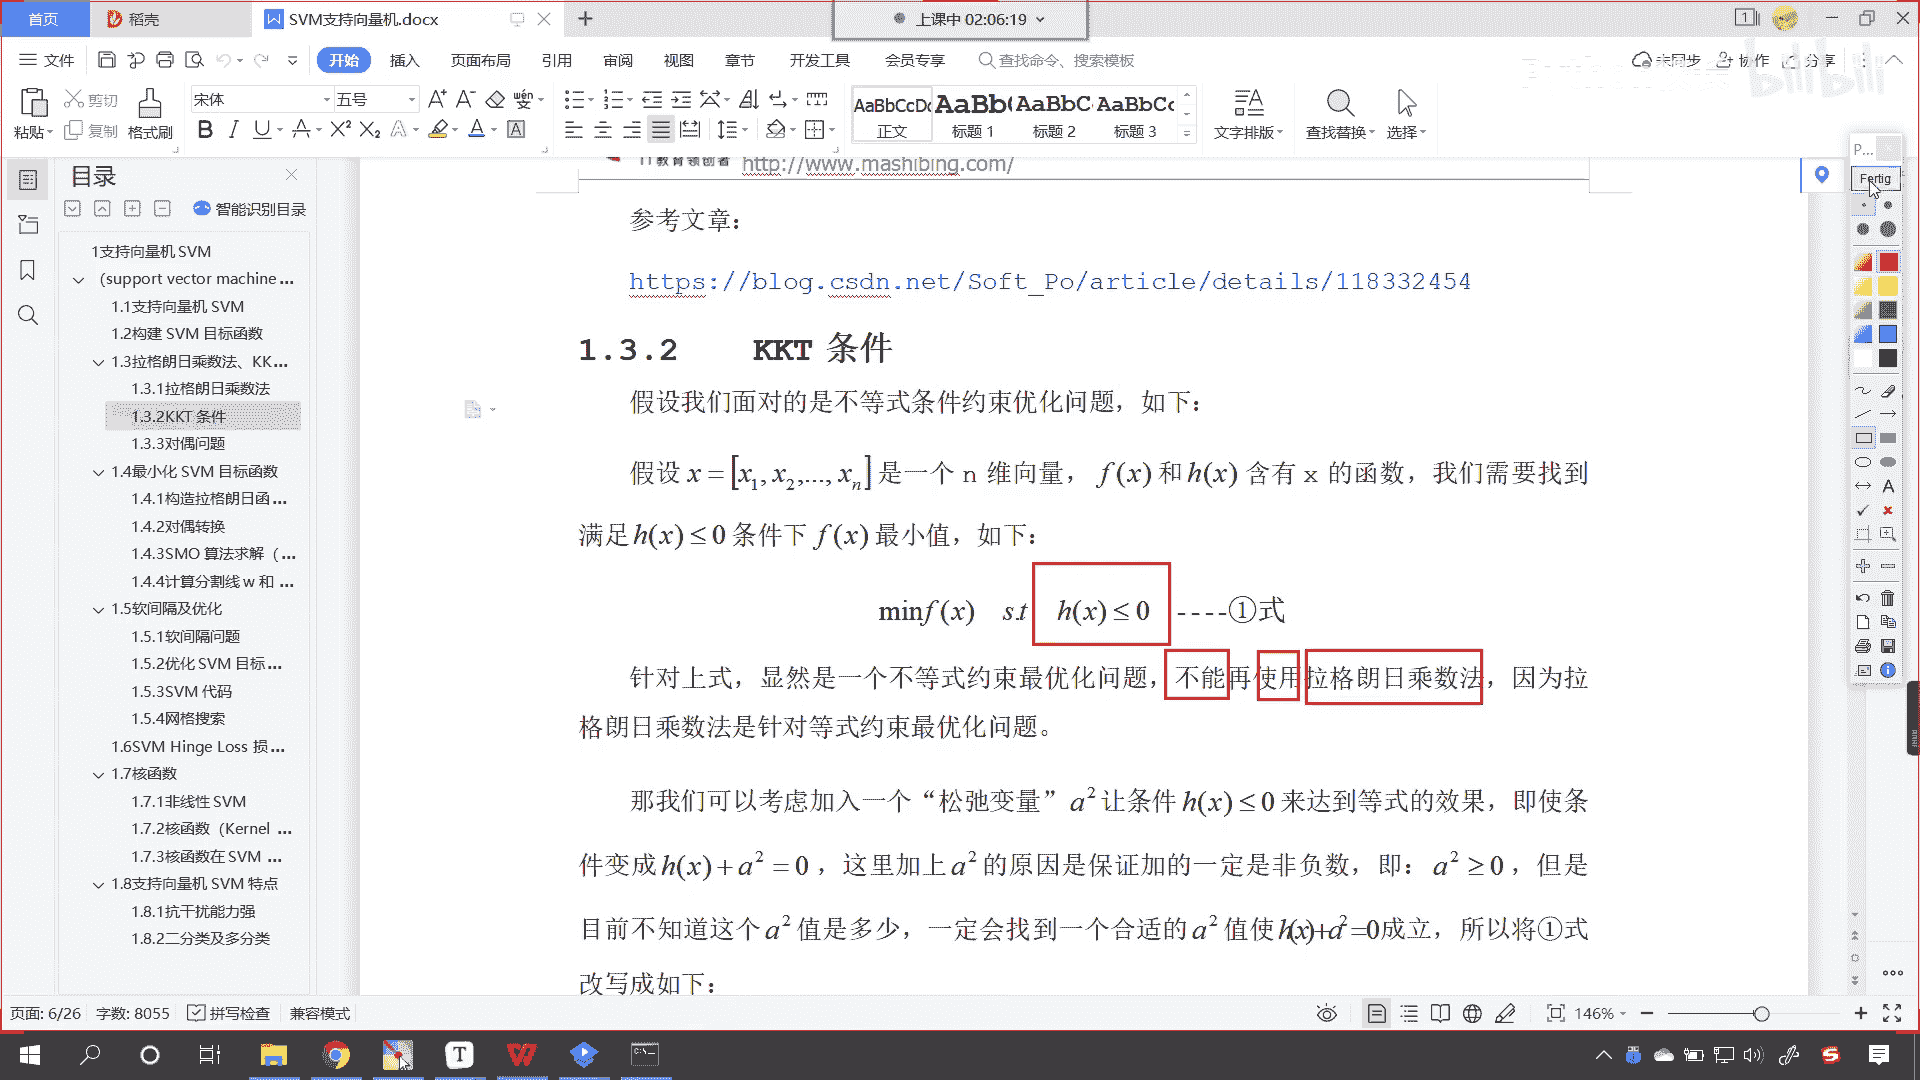 首页 稻壳 SVM支持向量机.docx 上课中 02:06:19
文件 开始 插入 页面布局 引用 审阅 视图 章节 开发工具 会员专享 查找命令、搜索模板 未同步 协作 分享
粘贴 剪切 复制 格式刷 宋体 五号
AaBbCcDd AaBb( AaBbC AaBbCc
正文 标题 1 标题 2 标题 3 文字排版 查找替换 选择
Fertig
目录
智能识别目录
1支持向量机 SVM
(support vector machine ...
1.1支持向量机 SVM
1.2构建 SVM 目标函数
1.3拉格朗日乘数法、KK...
1.3.1拉格朗日乘数法
1.3.2KKT 条件
1.3.3对偶问题
1.4最小化 SVM 目标函数
1.4.1构造拉格朗日函...
1.4.2对偶转换
1.4.3SMO 算法求解（...
1.4.4计算分割线 w 和 ...
1.5软间隔及优化
1.5.1软间隔问题
1.5.2优化 SVM 目标...
1.5.3SVM 代码
1.5.4网格搜索
1.6SVM Hinge Loss 损...
1.7核函数
1.7.1非线性 SVM
1.7.2核函数（Kernel ...
1.7.3核函数在 SVM ...
1.8支持向量机 SVM 特点
1.8.1抗干扰能力强
1.8.2二分类及多分类
IT教育领创者 http://www.mashibing.com/
参考文章：
https://blog.csdn.net/Soft_Po/article/details/118332454
1.3.2 KKT 条件
假设我们面对的是不等式条件约束优化问题，如下：
假设 x = [x₁, x₂,..., xₙ] 是一个 n 维向量， f(x) 和 h(x) 含有 x 的函数，我们需要找到
满足 h(x) ≤ 0 条件下 f(x) 最小值，如下：
minf(x) s.t h(x) ≤ 0 ----①式
针对上式，显然是一个不等式约束最优化问题，不能再使用拉格朗日乘数法，因为拉
格朗日乘数法是针对等式约束最优化问题。
那我们可以考虑加入一个“松弛变量” a² 让条件 h(x) ≤ 0 来达到等式的效果，即使条
件变成 h(x) + a² = 0 ，这里加上 a² 的原因是保证加的一定是非负数，即： a² ≥ 0 ，但是
目前不知道这个 a² 值是多少，一定会找到一个合适的 a² 值使 h(x)+a²=0成立，所以将①式
改写成如下：
页面: 6/26 字数: 8055 拼写检查 兼容模式 146%